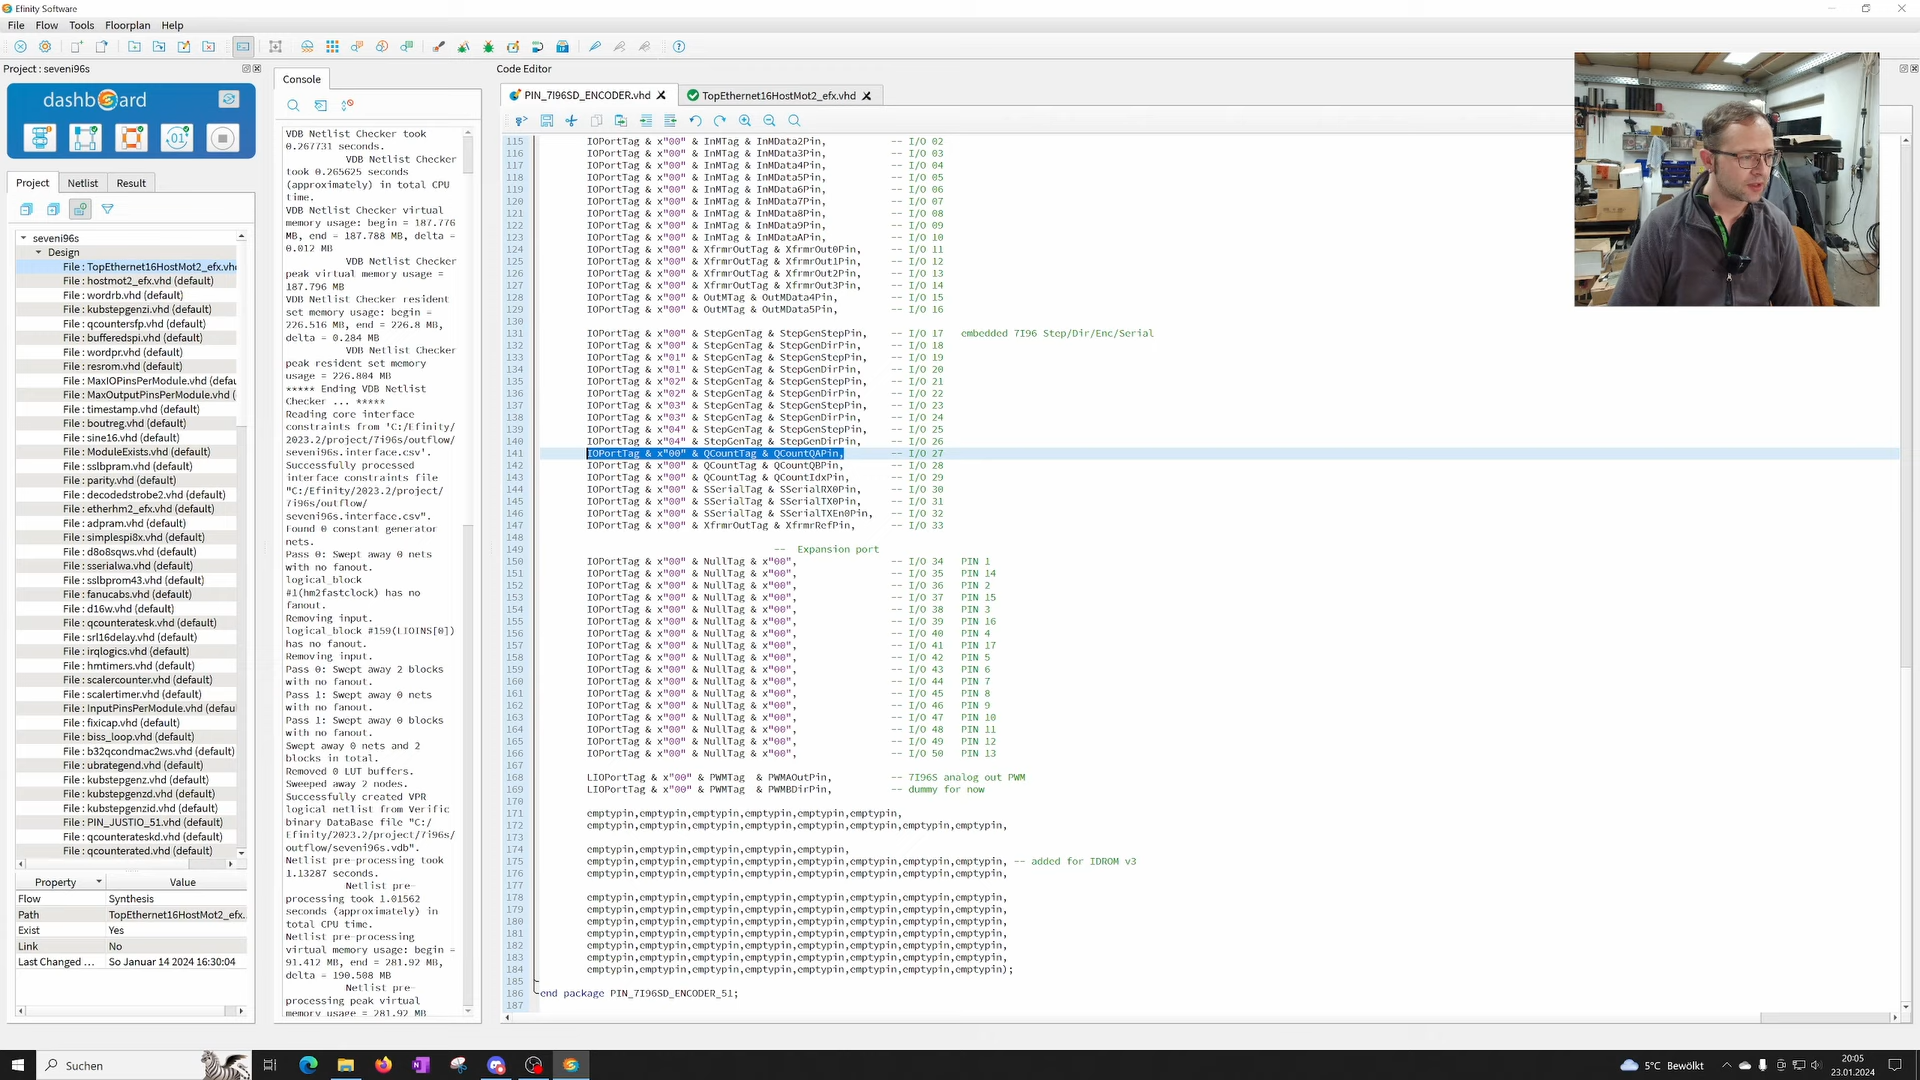 Efinity Software
File Flow Tools Floorplan Help
Project : seveni96s
dashboard
Project Netlist Result
seveni96s
Design
File : TopEthernet16HostMot2_efx.vhd
File : hostmot2_efx.vhd (default)
File : wordrb.vhd (default)
File : kubstepgenzi.vhd (default)
File : qcountersfp.vhd (default)
File : bufferedspi.vhd (default)
File : wordpr.vhd (default)
File : resrom.vhd (default)
File : MaxIOPinsPerModule.vhd (defau
File : MaxOutputPinsPerModule.vhd (
File : timestamp.vhd (default)
File : boutreg.vhd (default)
File : sine16.vhd (default)
File : ModuleExists.vhd (default)
File : sslbpram.vhd (default)
File : parity.vhd (default)
File : decodedstrobe2.vhd (default)
File : etherhm2_efx.vhd (default)
File : adpram.vhd (default)
File : simplespi8x.vhd (default)
File : d8o8sqws.vhd (default)
File : sserialwa.vhd (default)
File : sslbprom43.vhd (default)
File : fanucabs.vhd (default)
File : d16w.vhd (default)
File : qcounteratesk.vhd (default)
File : srl16delay.vhd (default)
File : irqlogics.vhd (default)
File : hmtimers.vhd (default)
File : scalercounter.vhd (default)
File : scalertimer.vhd (default)
File : InputPinsPerModule.vhd (defau
File : fixicap.vhd (default)
File : biss_loop.vhd (default)
File : b32qcondmac2ws.vhd (default)
File : ubrategend.vhd (default)
File : kubstepgenz.vhd (default)
File : kubstepgenzd.vhd (default)
File : kubstepgenzid.vhd (default)
File : PIN_JUSTIO_51.vhd (default)
File : qcounterateskd.vhd (default)
File : qcounterated.vhd (default)
Property Value
Flow Synthesis
Path TopEthernet16HostMot2_efx.
Exist Yes
Link No
Last Changed ... So Januar 14 2024 16:30:04
Console
VDB Netlist Checker took
0.267731 seconds.
VDB Netlist Checker
took 0.265625 seconds
(approximately) in total CPU
time.
VDB Netlist Checker virtual
memory usage: begin = 187.776
MB, end = 187.788 MB, delta =
0.012 MB
VDB Netlist Checker
peak virtual memory usage =
187.796 MB
VDB Netlist Checker resident
set memory usage: begin =
226.516 MB, end = 226.8 MB,
delta = 0.284 MB
VDB Netlist Checker
peak resident set memory
usage = 226.804 MB
***** Ending VDB Netlist
Checker ... *****
Reading core interface
constraints from 'C:/Efinity/
2023.2/project/7i96s/outflow/
seveni96s.interface.csv'.
Successfully processed
interface constraints file
"C:/Efinity/2023.2/project/
7i96s/outflow/
seveni96s.interface.csv".
Found 0 constant generator
nets.
Pass 0: Swept away 0 nets
with no fanout.
logical_block
#1(hm2fastclock) has no
fanout.
Removing input.
logical_block #159(LIOINS[0])
has no fanout.
Removing input.
Pass 0: Swept away 2 blocks
with no fanout.
Pass 1: Swept away 0 nets
with no fanout.
Pass 1: Swept away 0 blocks
with no fanout.
Swept away 0 nets and 2
blocks in total.
Removed 0 LUT buffers.
Sweeped away 2 nodes.
Successfully created VPR
logical netlist from Verific
binary DataBase file "C:/
Efinity/2023.2/project/7i96s/
outflow/seveni96s.vdb".
Netlist pre-processing took
1.13287 seconds.
Netlist pre-
processing took 1.01562
seconds (approximately) in
total CPU time.
Netlist pre-processing
virtual memory usage: begin =
91.412 MB, end = 281.92 MB,
delta = 190.508 MB
Netlist pre-
processing peak virtual
memory usage = 281.92 MB
Code Editor
PIN_7I96SD_ENCODER.vhd TopEthernet16HostMot2_efx.vhd
115 IOPortTag & x"00" & InMTag & InMData2Pin, -- I/O 02
116 IOPortTag & x"00" & InMTag & InMData3Pin, -- I/O 03
117 IOPortTag & x"00" & InMTag & InMData4Pin, -- I/O 04
118 IOPortTag & x"00" & InMTag & InMData5Pin, -- I/O 05
119 IOPortTag & x"00" & InMTag & InMData6Pin, -- I/O 06
120 IOPortTag & x"00" & InMTag & InMData7Pin, -- I/O 07
121 IOPortTag & x"00" & InMTag & InMData8Pin, -- I/O 08
122 IOPortTag & x"00" & InMTag & InMData9Pin, -- I/O 09
123 IOPortTag & x"00" & InMTag & InMDataAPin, -- I/O 10
124 IOPortTag & x"00" & XfrmrOutTag & XfrmrOut0Pin, -- I/O 11
125 IOPortTag & x"00" & XfrmrOutTag & XfrmrOut1Pin, -- I/O 12
126 IOPortTag & x"00" & XfrmrOutTag & XfrmrOut2Pin, -- I/O 13
127 IOPortTag & x"00" & XfrmrOutTag & XfrmrOut3Pin, -- I/O 14
128 IOPortTag & x"00" & OutMTag & OutMData4Pin, -- I/O 15
129 IOPortTag & x"00" & OutMTag & OutMData5Pin, -- I/O 16
130
131 IOPortTag & x"00" & StepGenTag & StepGenStepPin, -- I/O 17 embedded 7I96 Step/Dir/Enc/Serial
132 IOPortTag & x"00" & StepGenTag & StepGenDirPin, -- I/O 18
133 IOPortTag & x"01" & StepGenTag & StepGenStepPin, -- I/O 19
134 IOPortTag & x"01" & StepGenTag & StepGenDirPin, -- I/O 20
135 IOPortTag & x"02" & StepGenTag & StepGenStepPin, -- I/O 21
136 IOPortTag & x"02" & StepGenTag & StepGenDirPin, -- I/O 22
137 IOPortTag & x"03" & StepGenTag & StepGenStepPin, -- I/O 23
138 IOPortTag & x"03" & StepGenTag & StepGenDirPin, -- I/O 24
139 IOPortTag & x"04" & StepGenTag & StepGenStepPin, -- I/O 25
140 IOPortTag & x"04" & StepGenTag & StepGenDirPin, -- I/O 26
141 IOPortTag & x"00" & QCountTag & QCountQAPin, -- I/O 27
142 IOPortTag & x"00" & QCountTag & QCountQBPin, -- I/O 28
143 IOPortTag & x"00" & QCountTag & QCountIdxPin, -- I/O 29
144 IOPortTag & x"00" & SSerialTag & SSerialRX0Pin, -- I/O 30
145 IOPortTag & x"00" & SSerialTag & SSerialTX0Pin, -- I/O 31
146 IOPortTag & x"00" & SSerialTag & SSerialTXEn0Pin, -- I/O 32
147 IOPortTag & x"00" & XfrmrOutTag & XfrmrRefPin, -- I/O 33
148
149 -- Expansion port
150 IOPortTag & x"00" & NullTag & x"00", -- I/O 34 PIN 1
151 IOPortTag & x"00" & NullTag & x"00", -- I/O 35 PIN 14
152 IOPortTag & x"00" & NullTag & x"00", -- I/O 36 PIN 2
153 IOPortTag & x"00" & NullTag & x"00", -- I/O 37 PIN 15
154 IOPortTag & x"00" & NullTag & x"00", -- I/O 38 PIN 3
155 IOPortTag & x"00" & NullTag & x"00", -- I/O 39 PIN 16
156 IOPortTag & x"00" & NullTag & x"00", -- I/O 40 PIN 4
157 IOPortTag & x"00" & NullTag & x"00", -- I/O 41 PIN 17
158 IOPortTag & x"00" & NullTag & x"00", -- I/O 42 PIN 5
159 IOPortTag & x"00" & NullTag & x"00", -- I/O 43 PIN 6
160 IOPortTag & x"00" & NullTag & x"00", -- I/O 44 PIN 7
161 IOPortTag & x"00" & NullTag & x"00", -- I/O 45 PIN 8
162 IOPortTag & x"00" & NullTag & x"00", -- I/O 46 PIN 9
163 IOPortTag & x"00" & NullTag & x"00", -- I/O 47 PIN 10
164 IOPortTag & x"00" & NullTag & x"00", -- I/O 48 PIN 11
165 IOPortTag & x"00" & NullTag & x"00", -- I/O 49 PIN 12
166 IOPortTag & x"00" & NullTag & x"00", -- I/O 50 PIN 13
167
168 LIOPortTag & x"00" & PWMTag & PWMAOutPin, -- 7I96S analog out PWM
169 LIOPortTag & x"00" & PWMTag & PWMBDirPin, -- dummy for now
170
171 emptypin,emptypin,emptypin,emptypin,emptypin,emptypin,
172 emptypin,emptypin,emptypin,emptypin,emptypin,emptypin,emptypin,emptypin,
173
174 emptypin,emptypin,emptypin,emptypin,emptypin,
175 emptypin,emptypin,emptypin,emptypin,emptypin,emptypin,emptypin,emptypin, -- added for IDROM v3
176 emptypin,emptypin,emptypin,emptypin,emptypin,emptypin,emptypin,emptypin,
177
178 emptypin,emptypin,emptypin,emptypin,emptypin,emptypin,emptypin,emptypin,
179 emptypin,emptypin,emptypin,emptypin,emptypin,emptypin,emptypin,emptypin,
180 emptypin,emptypin,emptypin,emptypin,emptypin,emptypin,emptypin,emptypin,
181 emptypin,emptypin,emptypin,emptypin,emptypin,emptypin,emptypin,emptypin,
182 emptypin,emptypin,emptypin,emptypin,emptypin,emptypin,emptypin,emptypin,
183 emptypin,emptypin,emptypin,emptypin,emptypin,emptypin,emptypin,emptypin,
184 emptypin,emptypin,emptypin,emptypin,emptypin,emptypin,emptypin,emptypin);
185
186 end package PIN_7I96SD_ENCODER_51;
187
Suchen
5°C Bewölkt
20:05
23.01.2024